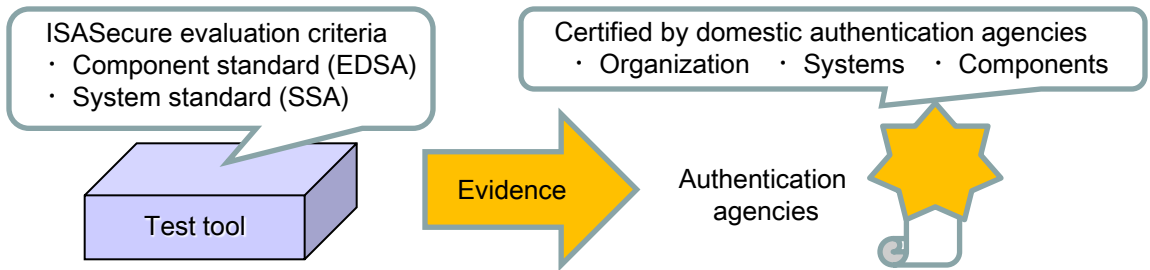 ISASecure evaluation criteria
・ Component standard (EDSA)
・ System standard (SSA)
Certified by domestic authentication agencies
・ Organization ・ Systems ・ Components
Test tool
Evidence
Authentication
agencies